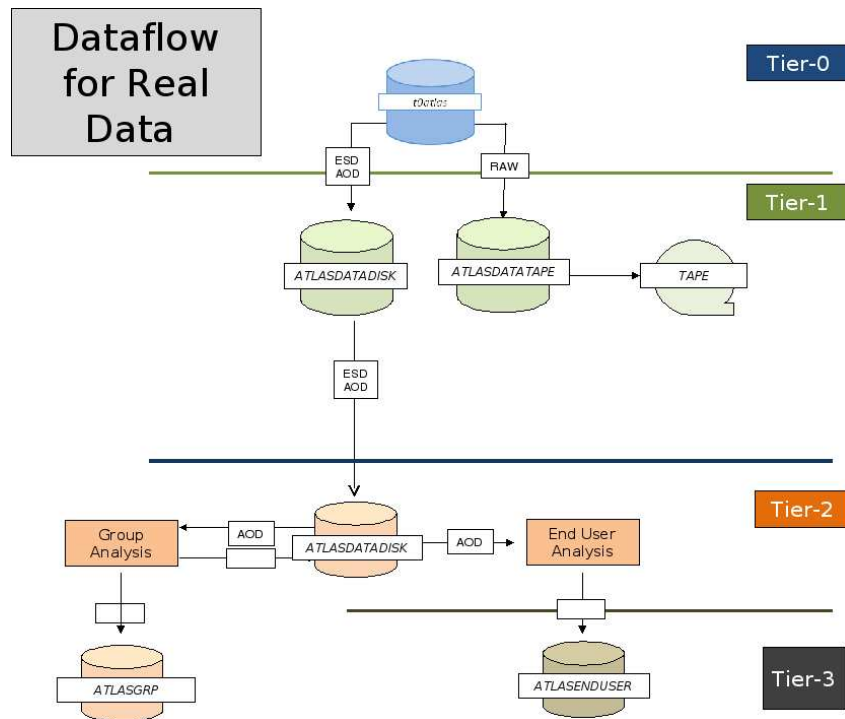 Dataflow
for Real
Data
Tier-0
t0atlas
ESD
AOD
RAW
Tier-1
ATLASDATADISK
ATLASDATATAPE
TAPE
ESD
AOD
Tier-2
Group
Analysis
AOD
ATLASDATADISK
AOD
End User
Analysis
Tier-3
ATLASGRP
ATLASENDUSER